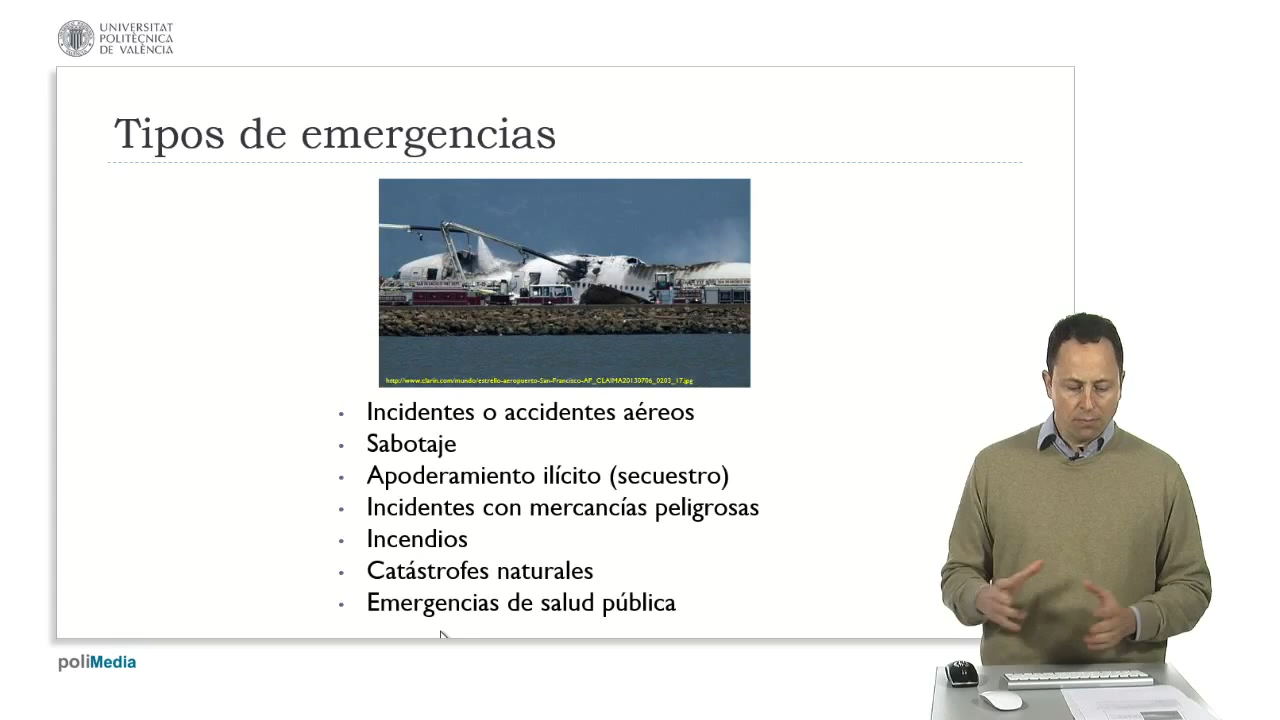 UNIVERSITAT
POLITÈCNICA
DE VALÈNCIA
Tipos de emergencias
http://www.clarin.com/mundo/estrello-aeropuerto-San-Francisco-AP_CLAIMA20130706_0203_17.jpg
• Incidentes o accidentes aéreos
• Sabotaje
• Apoderamiento ilícito (secuestro)
• Incidentes con mercancías peligrosas
• Incendios
• Catástrofes naturales
• Emergencias de salud pública
poliMedia